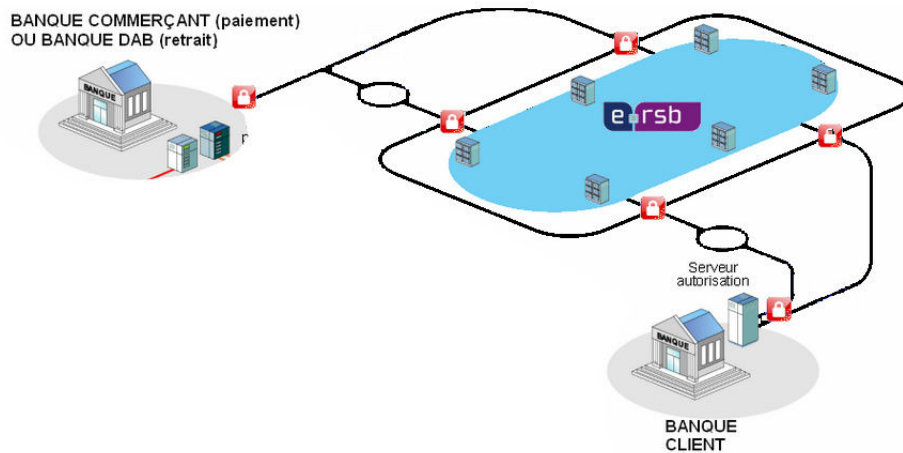 BANQUE COMMERÇANT (paiement)
OU BANQUE DAB (retrait)
BANQUE
e rsb
Serveur
autorisation
BANQUE
BANQUE
CLIENT